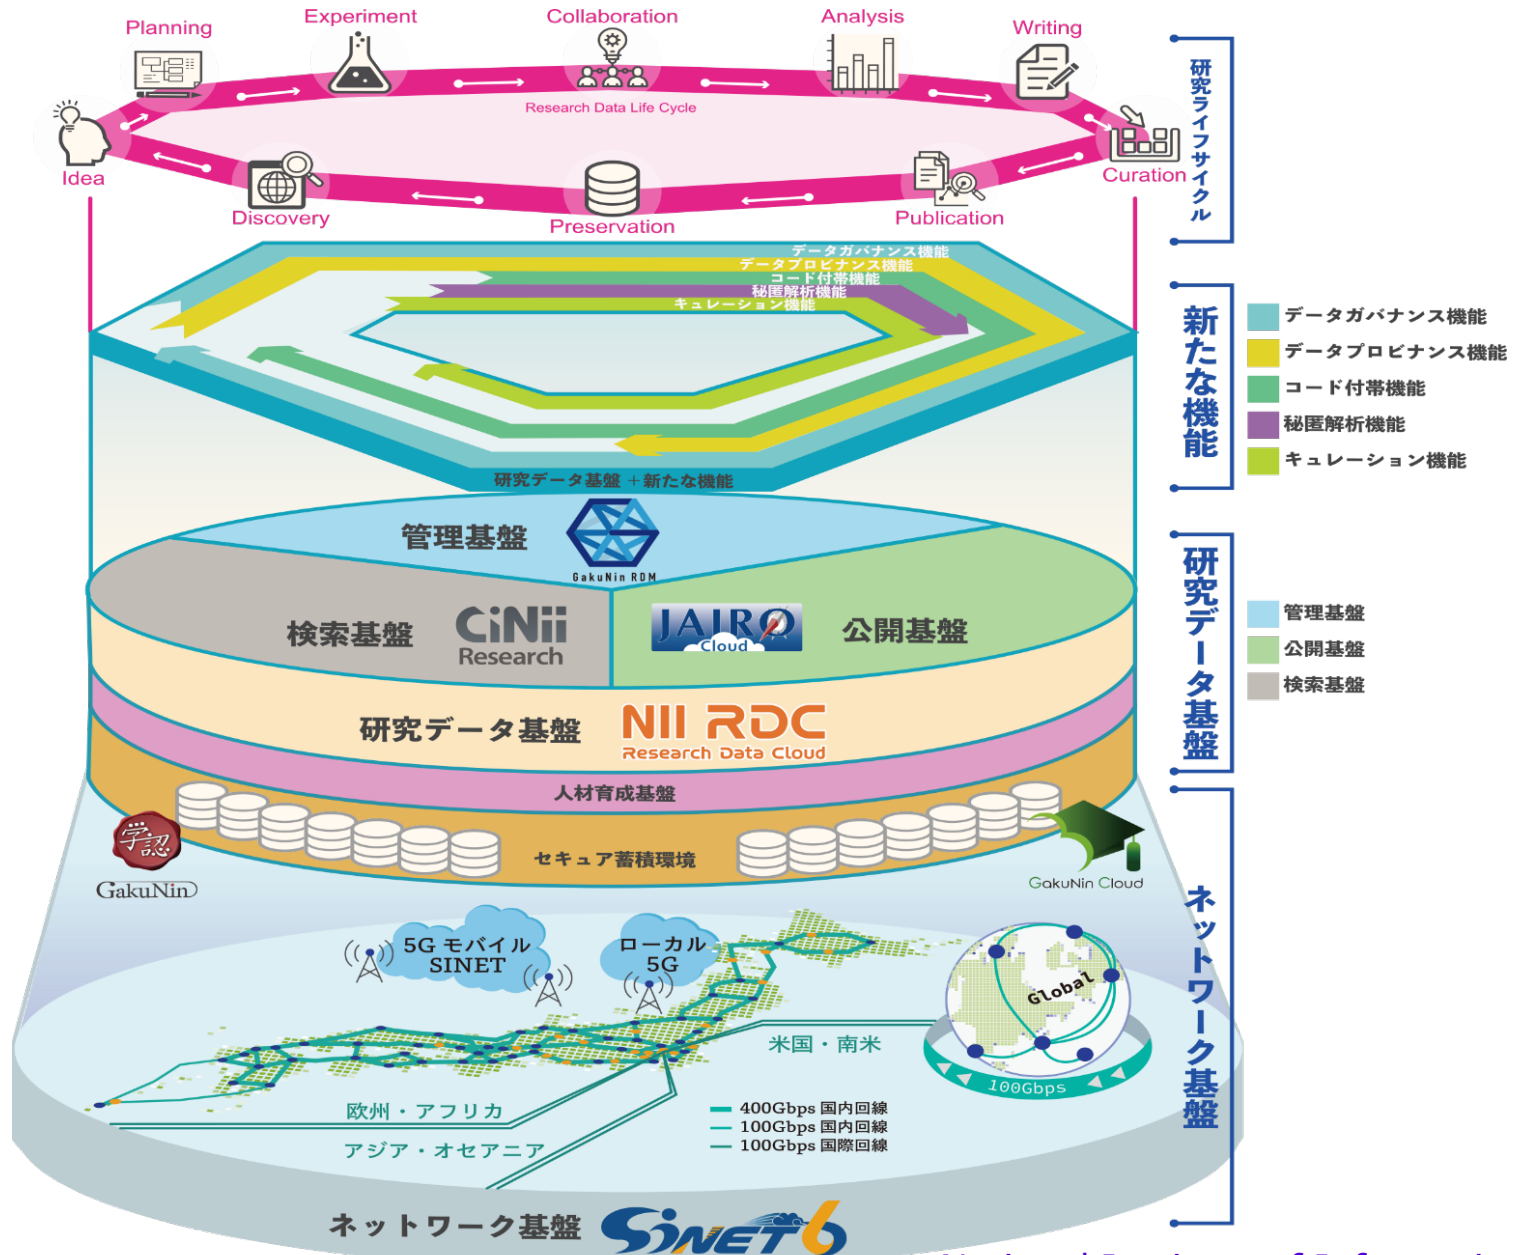 Planning
Experiment
Collaboration
Analysis
Writing
Research Data Life Cycle
Idea
Curation
Discovery
Preservation
Publication
研究ライフサイクル
データガバナンス機能
データプロビナンス機能
コード付帯機能
秘匿解析機能
キュレーション機能
研究データ基盤＋新たな機能
新たな機能
データガバナンス機能
データプロビナンス機能
コード付帯機能
秘匿解析機能
キュレーション機能
管理基盤
GakuNin RDM
検索基盤
CiNii
Research
JAIRO
Cloud
公開基盤
研究データ基盤
NII RDC
Research Data Cloud
研究データ基盤
管理基盤
公開基盤
検索基盤
人材育成基盤
セキュア蓄積環境
学認
GakuNin
GakuNin Cloud
5G モバイル
SINET
ローカル
5G
Global
100Gbps
米国・南米
欧州・アフリカ
アジア・オセアニア
400Gbps 国内回線
100Gbps 国内回線
100Gbps 国際回線
ネットワーク基盤
ネットワーク基盤
SINET6